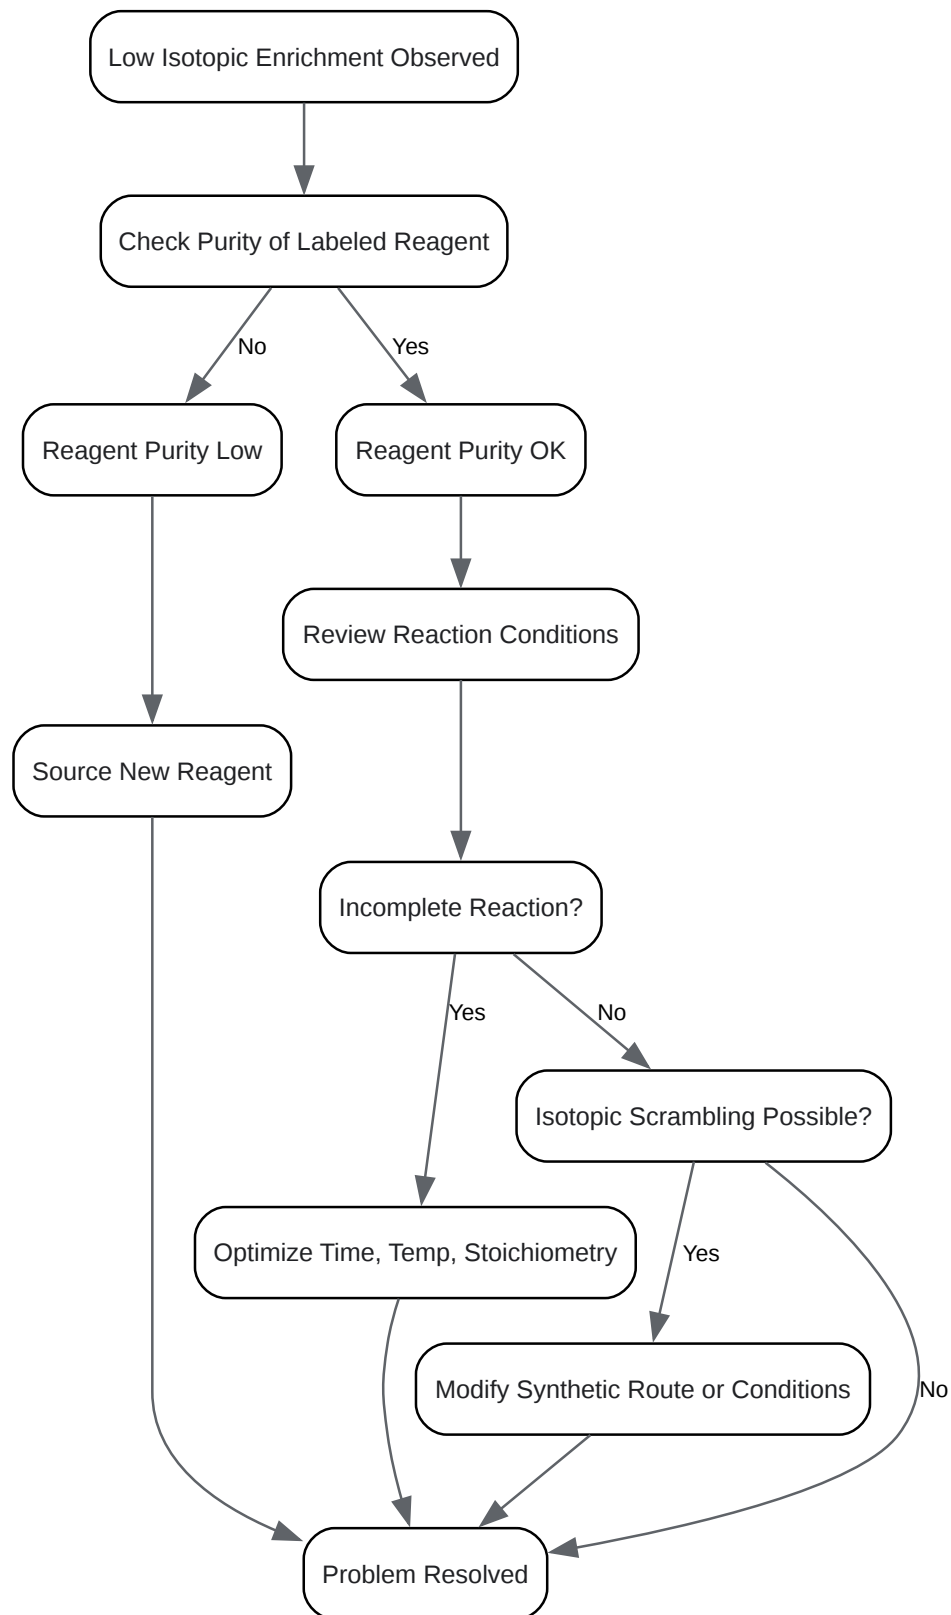 Low Isotopic Enrichment Observed
Check Purity of Labeled Reagent
No
Yes
Reagent Purity Low
Reagent Purity OK
Review Reaction Conditions
Source New Reagent
Incomplete Reaction?
Yes
No
Isotopic Scrambling Possible?
Optimize Time, Temp, Stoichiometry
Yes
Modify Synthetic Route or Conditions
No
Problem Resolved